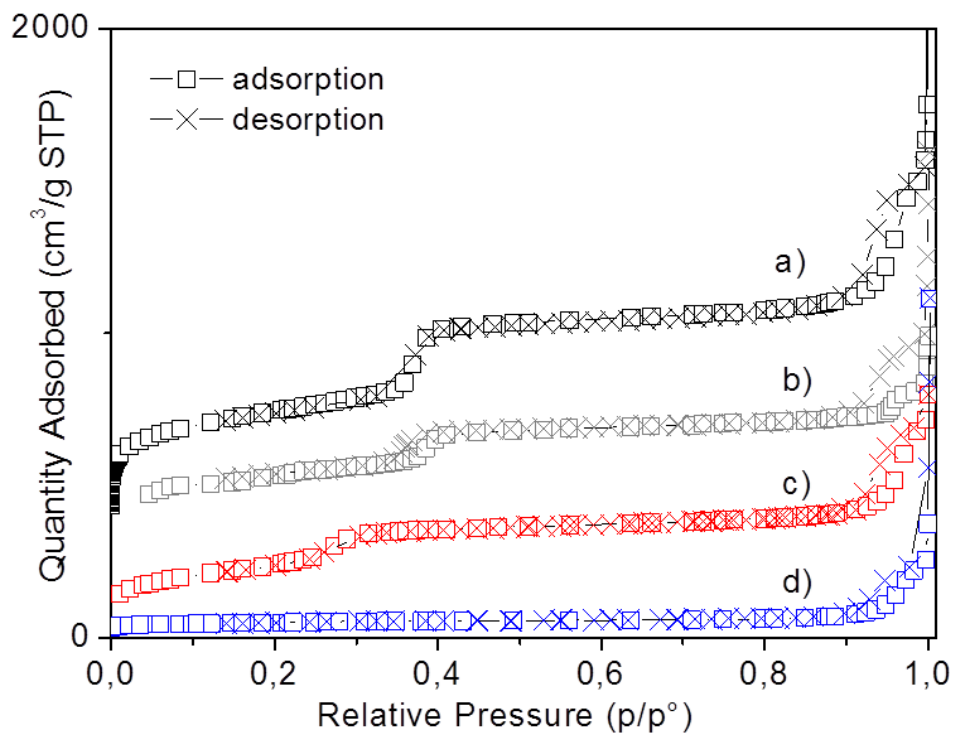 2000
adsorption
desorption
a)
b)
c)
d)
Quantity Adsorbed (cm³/g STP)
0
0,0 0,2 0,4 0,6 0,8 1,0
Relative Pressure (p/p°)